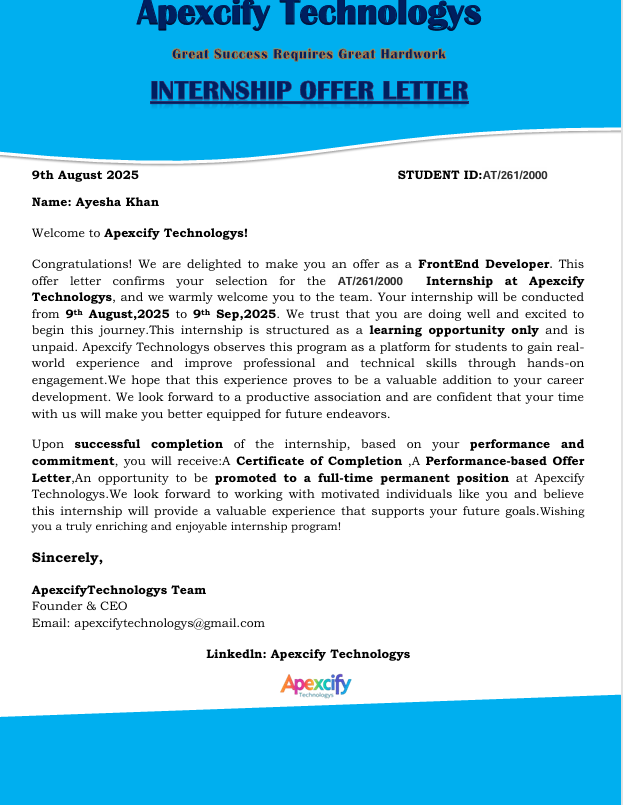 Apexcify Technologys
Great Success Requires Great Hardwork
INTERNSHIP OFFER LETTER
9th August 2025 STUDENT ID:AT/261/2000
Name: Ayesha Khan
Welcome to Apexcify Technologys!
Congratulations! We are delighted to make you an offer as a FrontEnd Developer. This
offer letter confirms your selection for the AT/261/2000 Internship at Apexcify
Technologys, and we warmly welcome you to the team. Your internship will be conducted
from 9th August,2025 to 9th Sep,2025. We trust that you are doing well and excited to
begin this journey.This internship is structured as a learning opportunity only and is
unpaid. Apexcify Technologys observes this program as a platform for students to gain real-
world experience and improve professional and technical skills through hands-on
engagement.We hope that this experience proves to be a valuable addition to your career
development. We look forward to a productive association and are confident that your time
with us will make you better equipped for future endeavors.
Upon successful completion of the internship, based on your performance and
commitment, you will receive:A Certificate of Completion ,A Performance-based Offer
Letter,An opportunity to be promoted to a full-time permanent position at Apexcify
Technologys.We look forward to working with motivated individuals like you and believe
this internship will provide a valuable experience that supports your future goals.Wishing
you a truly enriching and enjoyable internship program!
Sincerely,
ApexcifyTechnologys Team
Founder & CEO
Email: apexcifytechnologys@gmail.com
Linkedln: Apexcify Technologys
Apexcify
Technologys